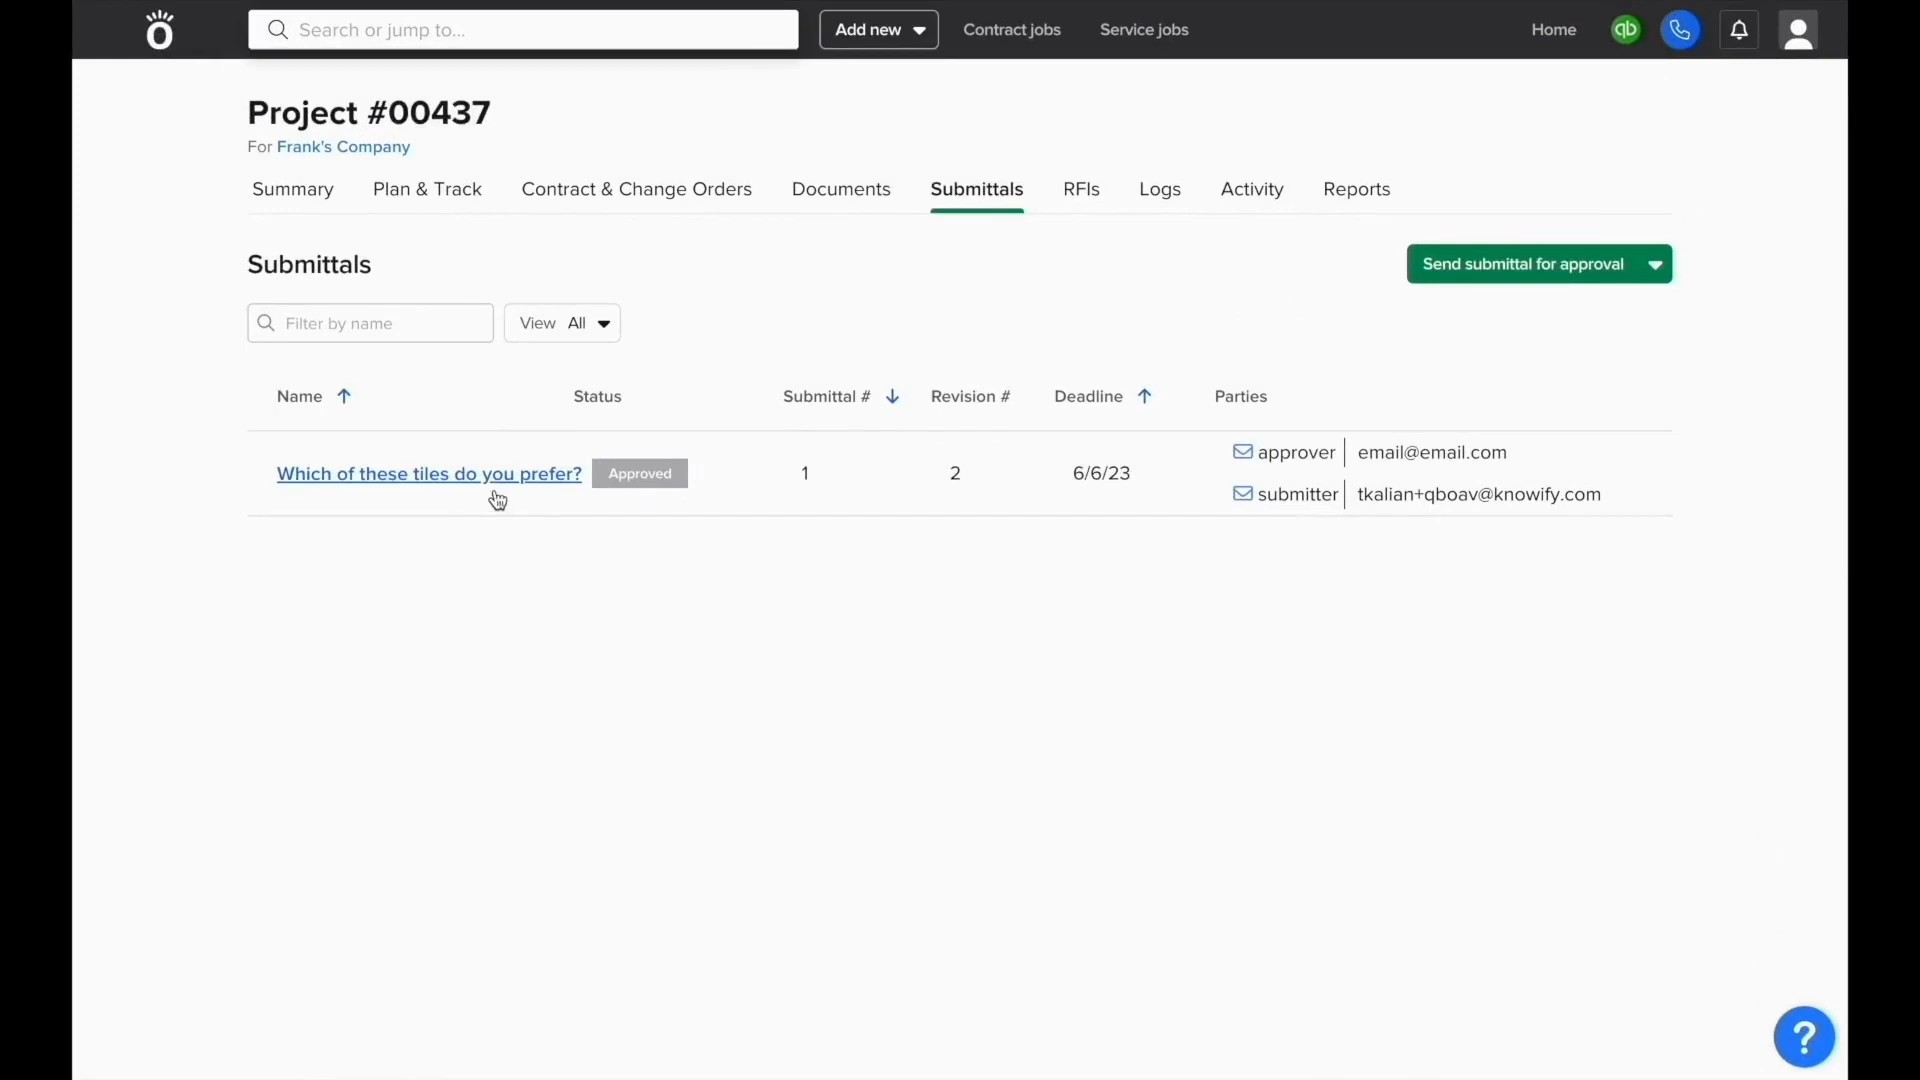 Search or jump to...
Add new
Contract jobs
Service jobs
Home
qb
Project #00437
For Frank's Company
Summary
Plan & Track
Contract & Change Orders
Documents
Submittals
RFIs
Logs
Activity
Reports
Submittals
Send submittal for approval
Filter by name
View All
Name
Status
Submittal #
Revision #
Deadline
Parties
Which of these tiles do you prefer?
Approved
1
2
6/6/23
approver
email@email.com
submitter
tkalian+qboav@knowify.com
?